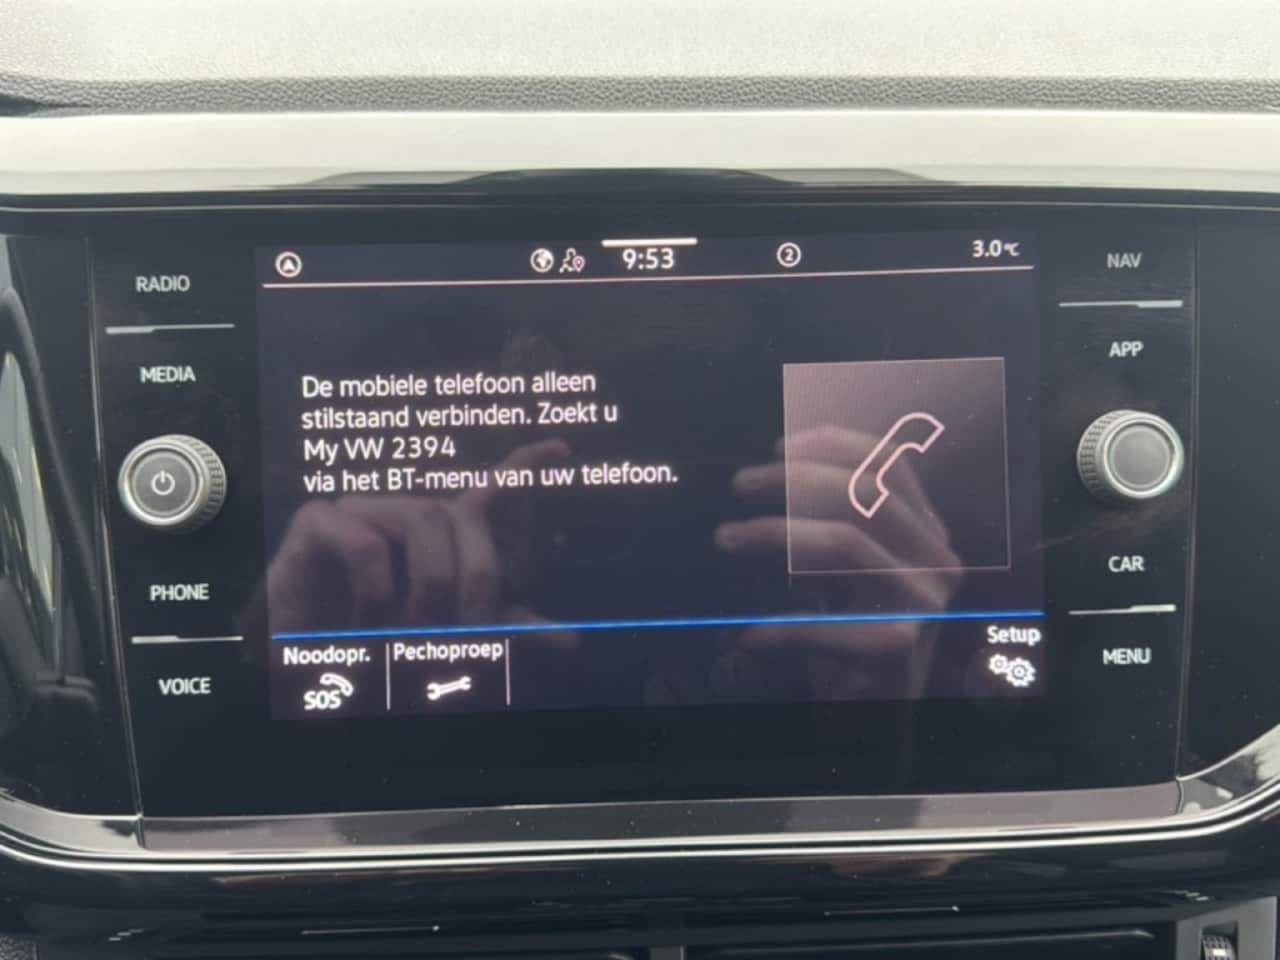 RADIO
MEDIA
PHONE
VOICE
A
9:53
2
3.0°C
De mobiele telefoon alleen
stilstaand verbinden. Zoekt u
My VW 2394
via het BT-menu van uw telefoon.
Noodopr.
SOS
Pechoproep
Setup
NAV
APP
CAR
MENU